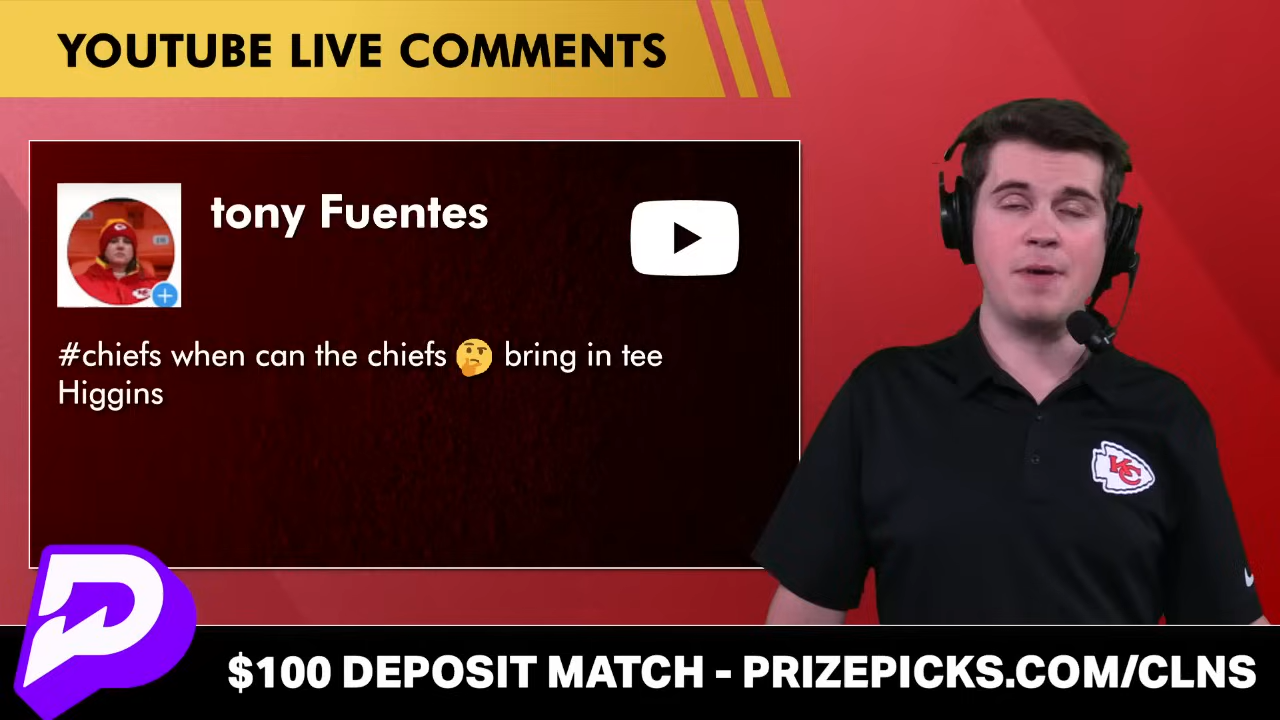 YOUTUBE LIVE COMMENTS
tony Fuentes
#chiefs when can the chiefs 🤔 bring in tee
Higgins
KC
$100 DEPOSIT MATCH - PRIZEPICKS.COM/CLNS